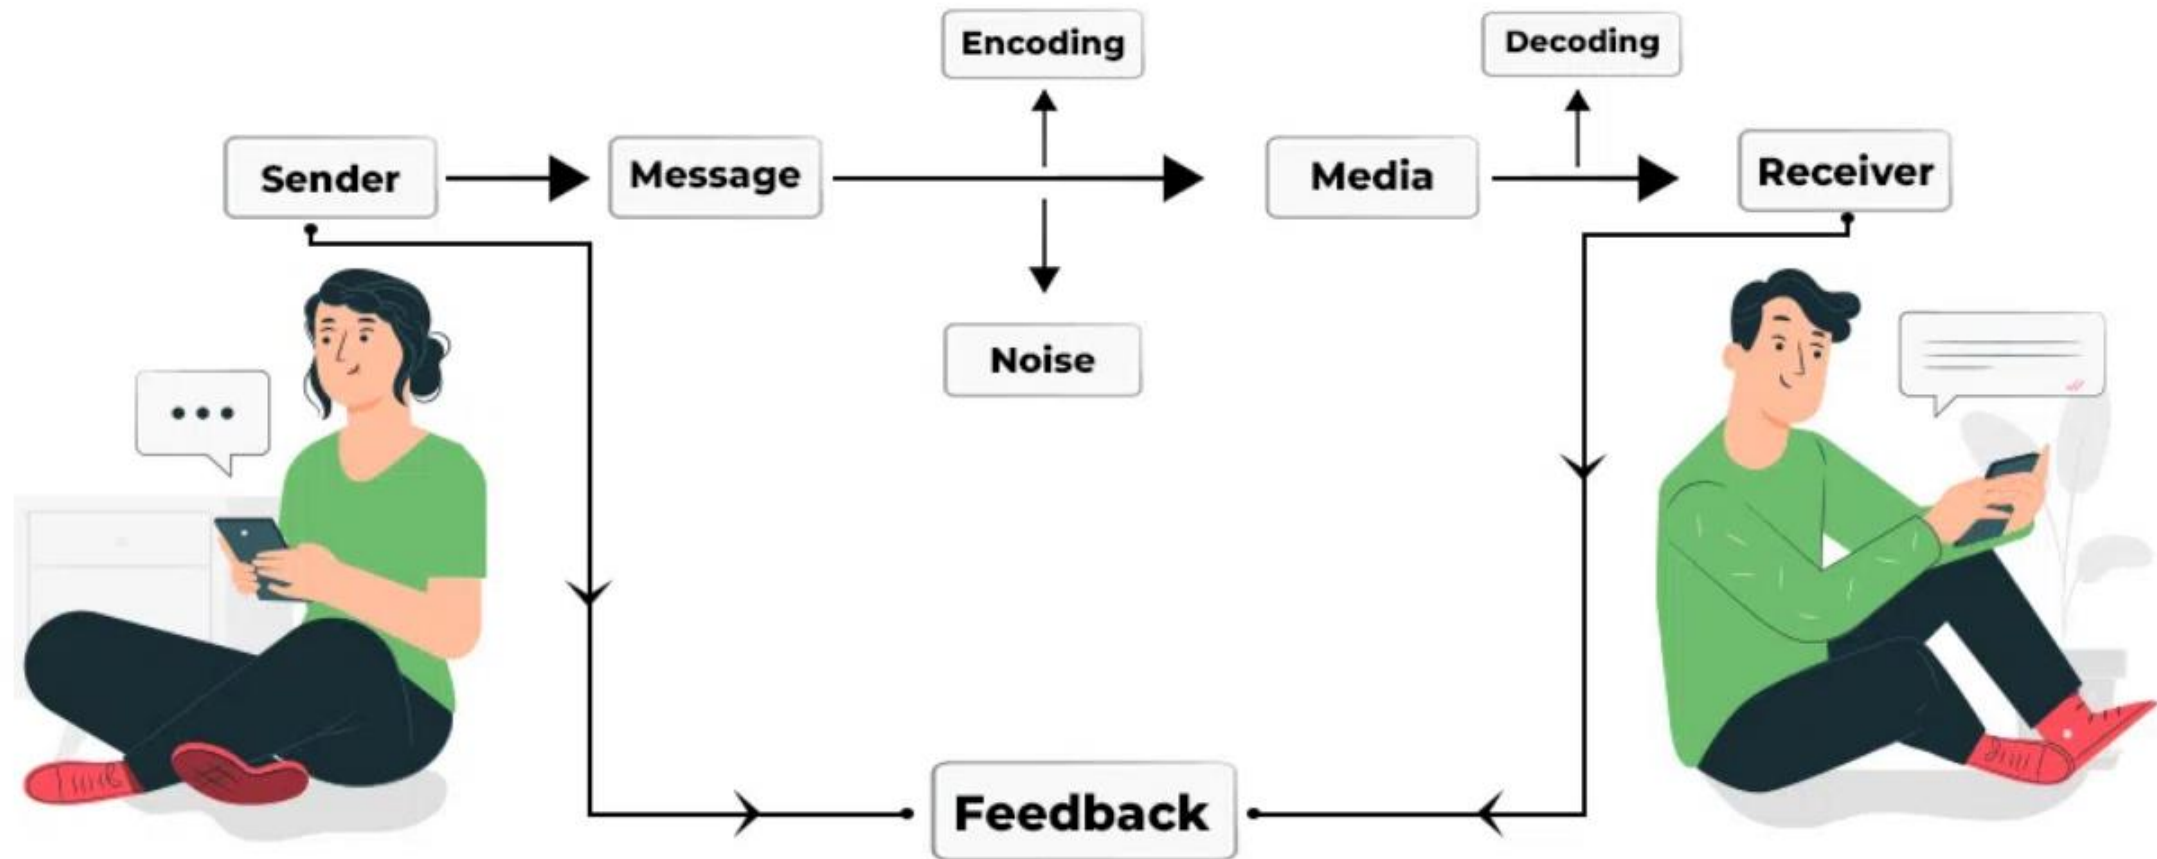 Encoding
Decoding
Sender
Message
Media
Receiver
Noise
Feedback